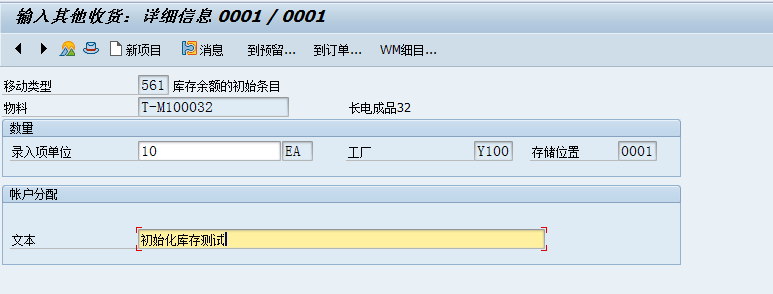 输入其他收货: 详细信息 0001 / 0001
新项目 消息 到预留... 到订单... WM细目...
移动类型 561 库存余额的初始条目
物料 T-M100032 长电成品32
数量
录入项单位 10 EA 工厂 Y100 存储位置 0001
帐户分配
文本 初始化库存测试